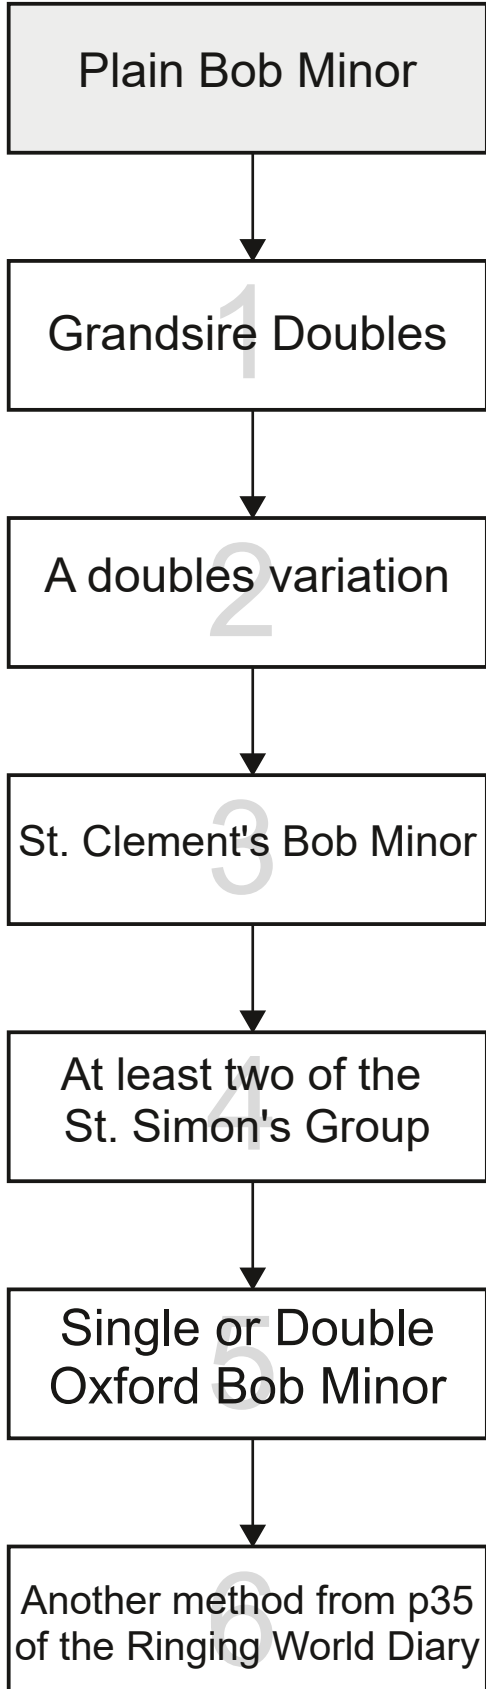 Plain Bob Minor
1
Grandsire Doubles
2
A doubles variation
3
St. Clement's Bob Minor
4
At least two of the
St. Simon's Group
5
Single or Double
Oxford Bob Minor
6
Another method from p35
of the Ringing World Diary